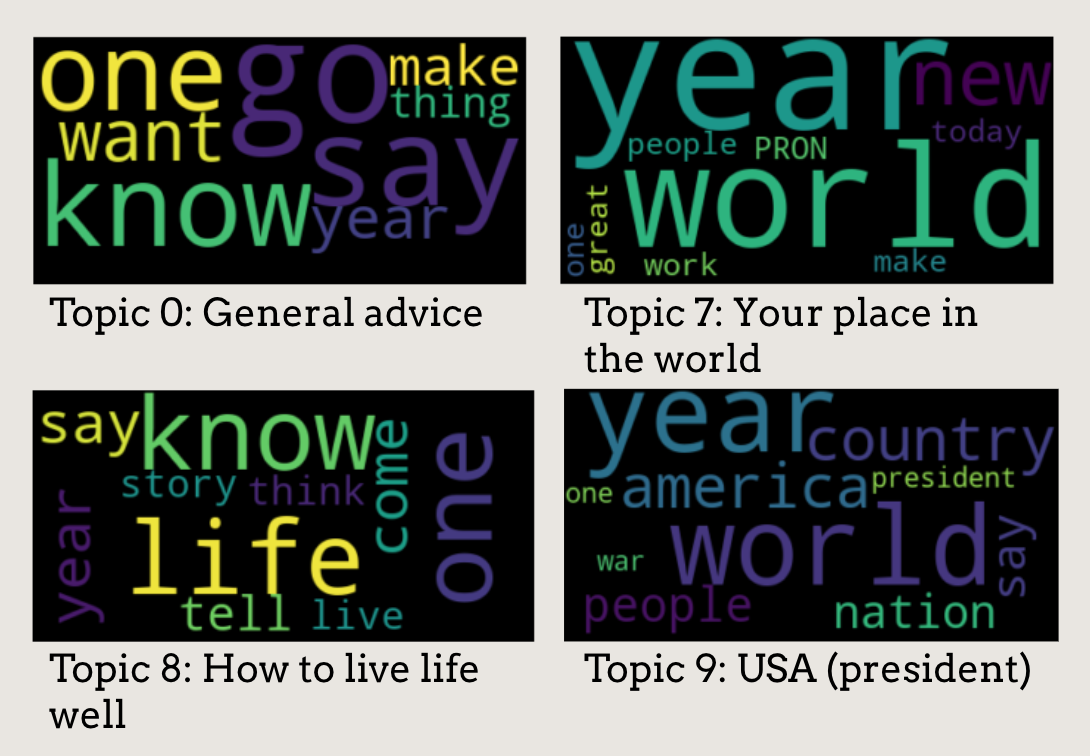 one go make
thing
want
say
know
year
Topic 0: General advice
year new
today
people PRON
world
great
one
work make
Topic 7: Your place in
the world
say know
come
one
story think
year
life
tell live
Topic 8: How to live life
well
year country
president
one america
world
say
war
people nation
Topic 9: USA (president)